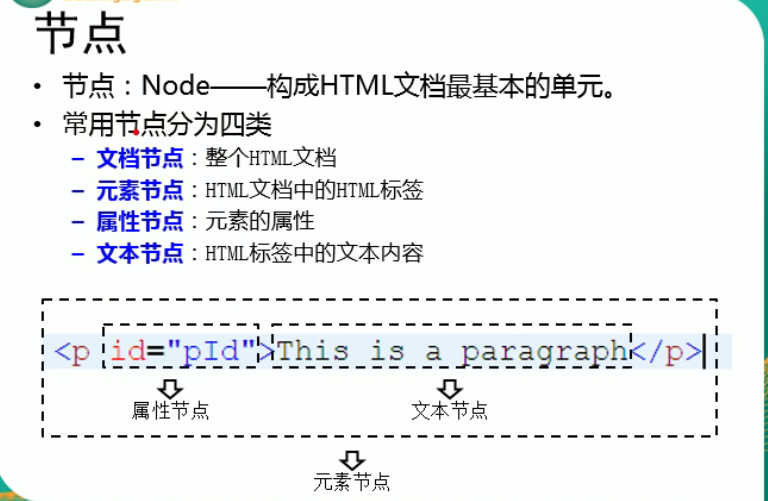 节点
• 节点：Node——构成HTML文档最基本的单元。
• 常用节点分为四类
– 文档节点：整个HTML文档
– 元素节点：HTML文档中的HTML标签
– 属性节点：元素的属性
– 文本节点：HTML标签中的文本内容
<p id="pId">This is a paragraph</p>
属性节点 文本节点
元素节点